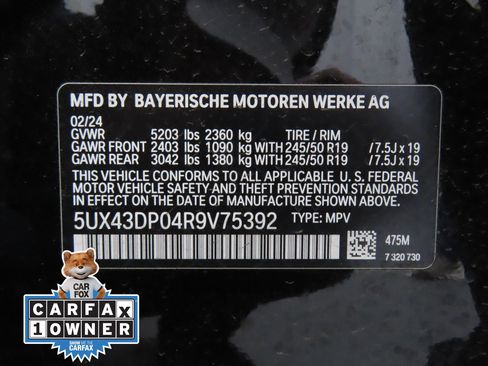 MFD BY BAYERISCHE MOTOREN WERKE AG
02/24
GVWR 5203 lbs 2360 kg TIRE / RIM
GAWR FRONT 2403 lbs 1090 kg WITH 245/50 R19 / 7.5J x 19
GAWR REAR 3042 lbs 1380 kg WITH 245/50 R19 / 7.5J x 19
THIS VEHICLE CONFORMS TO ALL APPLICABLE U. S. FEDERAL
MOTOR VEHICLE SAFETY AND THEFT PREVENTION STANDARDS
IN EFFECT ON THE DATE OF MANUFACTURE SHOWN ABOVE.
5UX43DP04R9V75392 TYPE: MPV
475M
7 320 730
CAR
FOX
CARFAX
1 OWNER
SHOW ME THE
CARFAX